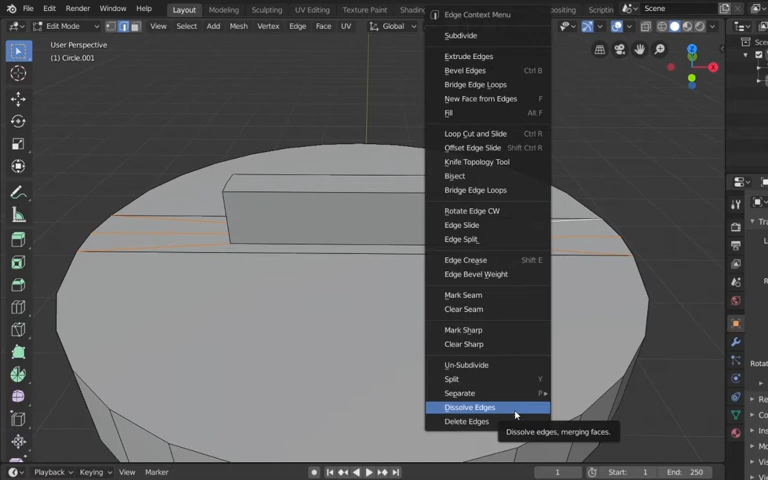 File Edit Render Window Help Layout Modeling Sculpting UV Editing Texture Paint Scripting Scene
Edit Mode View Select Add Mesh Vertex Edge Face UV Global
User Perspective
(1) Circle.001
Edge Context Menu
Subdivide
Extrude Edges
Bevel Edges Ctrl B
Bridge Edge Loops
New Face from Edges F
Fill Alt F
Loop Cut and Slide Ctrl R
Offset Edge Slide Shift Ctrl R
Knife Topology Tool
Bisect
Bridge Edge Loops
Rotate Edge CW
Edge Slide
Edge Split
Edge Crease Shift E
Edge Bevel Weight
Mark Seam
Clear Seam
Mark Sharp
Clear Sharp
Un-Subdivide
Split Y
Separate P
Dissolve Edges
Delete Edges
Dissolve edges, merging faces.
X
Y
Z
Playback Keying View Marker 1 Start: 1 End: 250